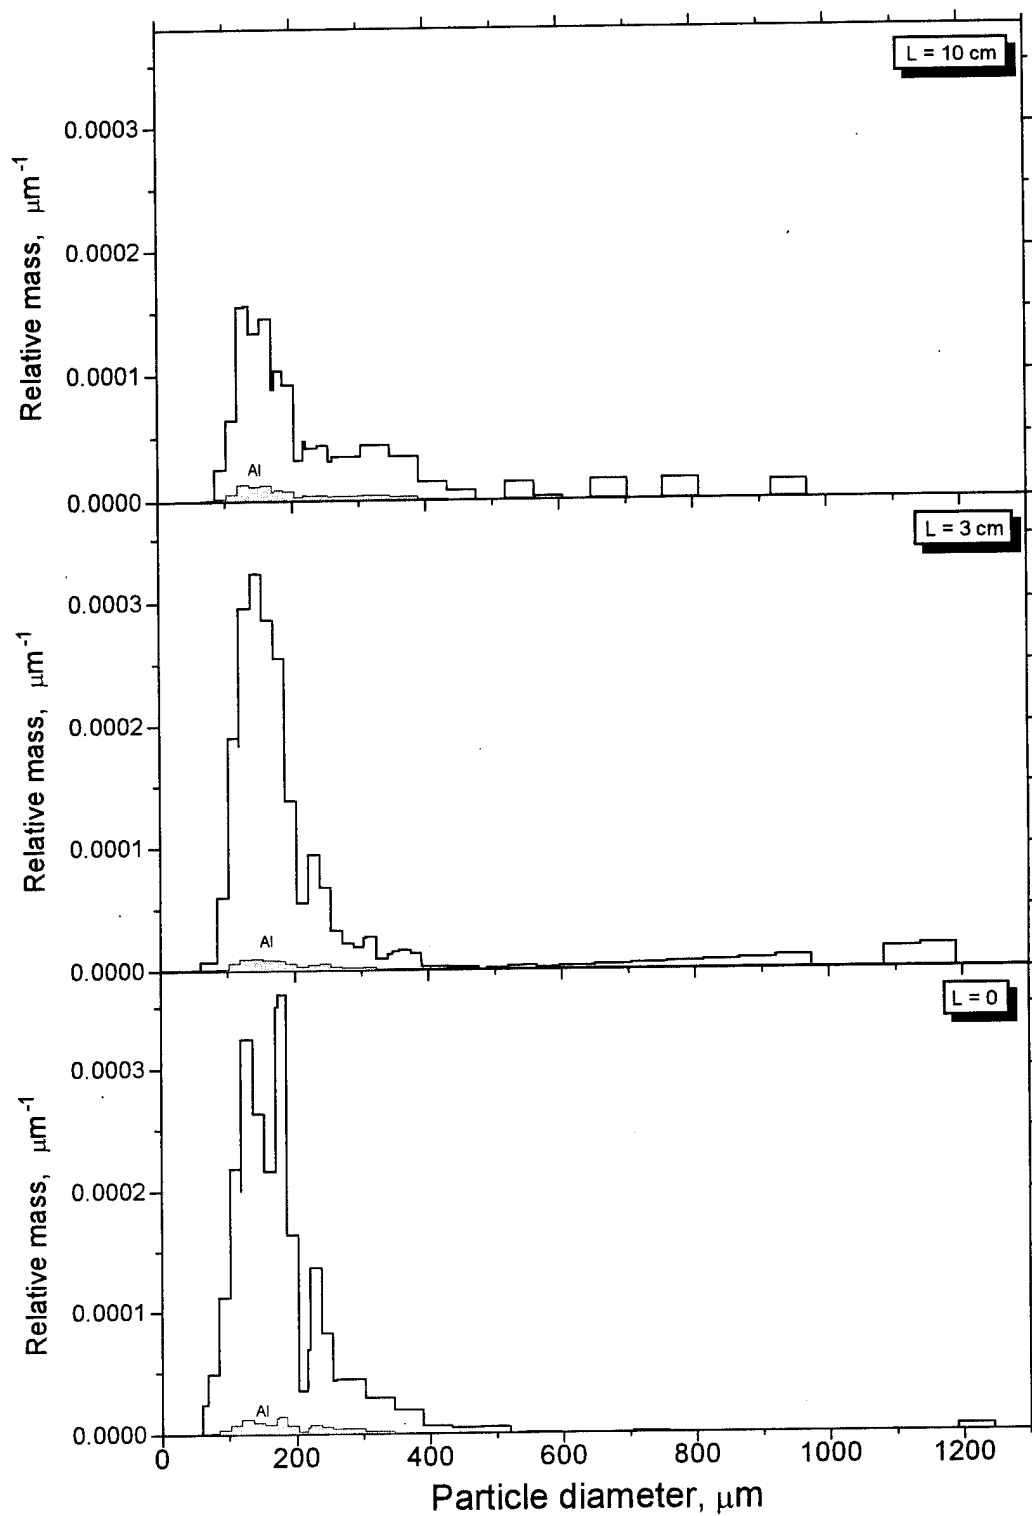 L = 10 cm
Relative mass, μm⁻¹
0.0003
0.0002
0.0001
0.0000
Al
L = 3 cm
Relative mass, μm⁻¹
0.0003
0.0002
0.0001
0.0000
Al
L = 0
Relative mass, μm⁻¹
0.0003
0.0002
0.0001
0.0000
Al
0 200 400 600 800 1000 1200
Particle diameter, μm